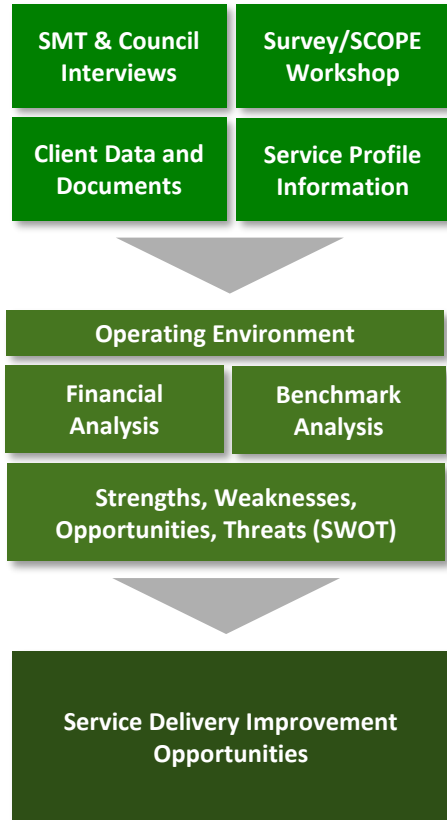 SMT & Council
Interviews
Survey/SCOPE
Workshop
Client Data and
Documents
Service Profile
Information
Operating Environment
Financial
Analysis
Benchmark
Analysis
Strengths, Weaknesses,
Opportunities, Threats (SWOT)
Service Delivery Improvement
Opportunities